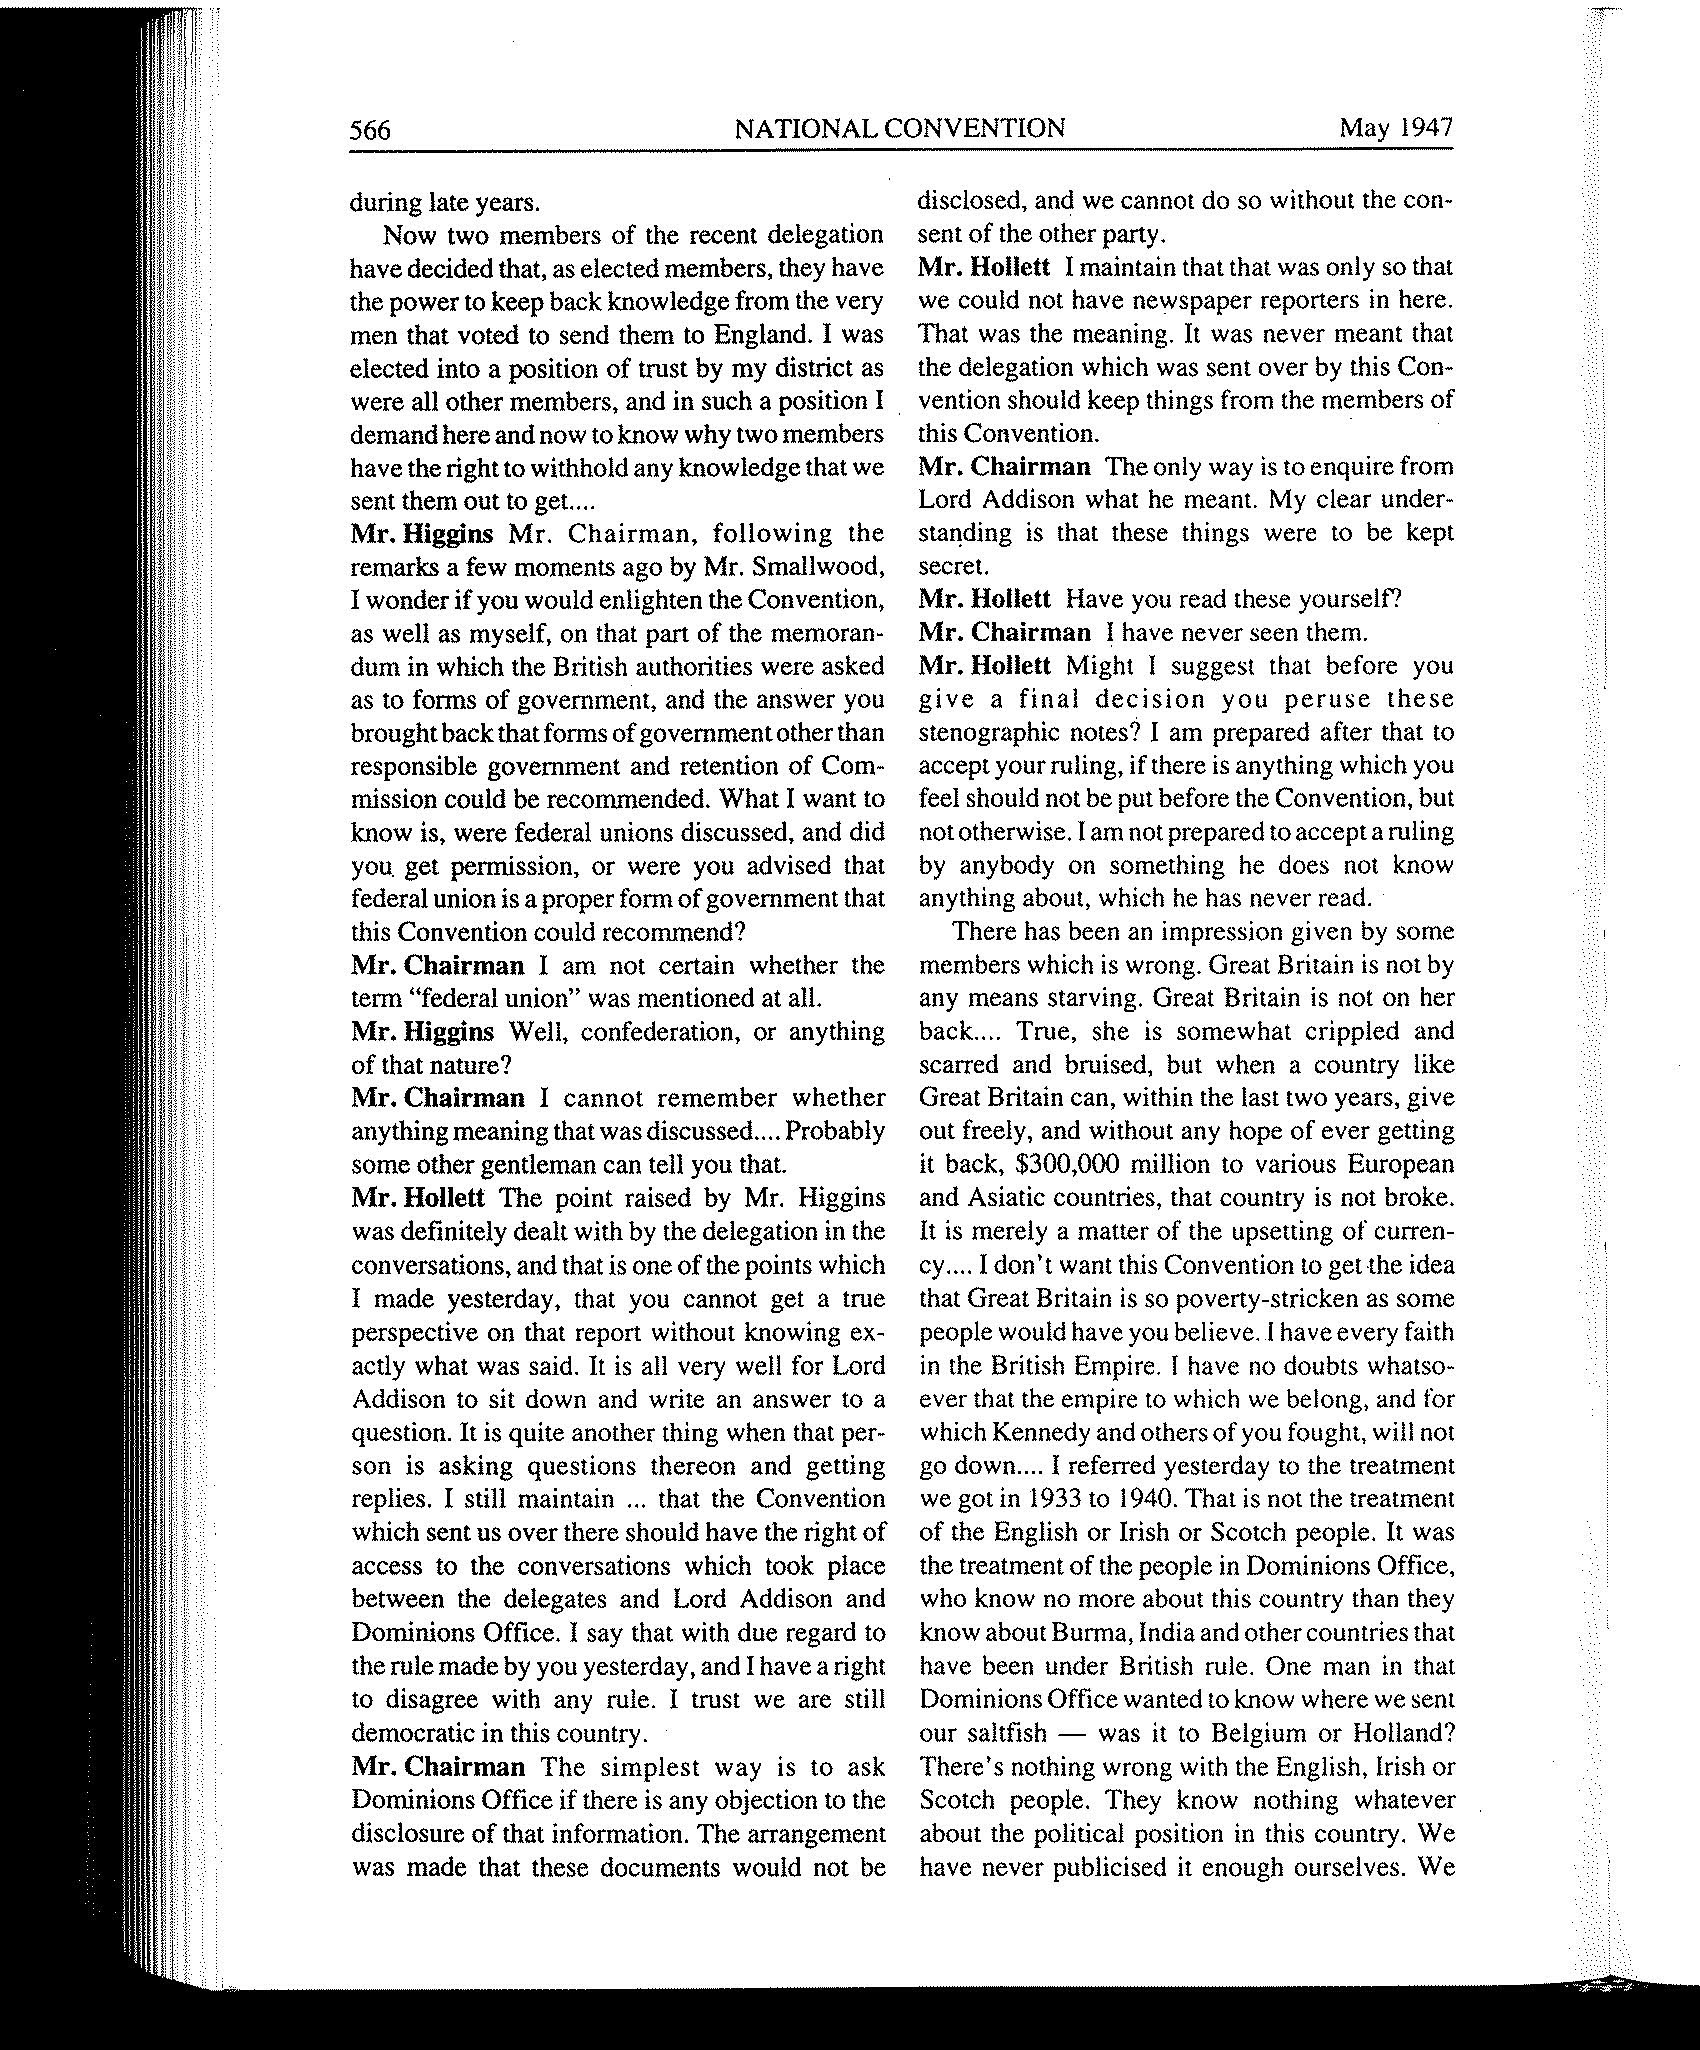 566 NATIONAL CONVENTION May 1947
during late years.
Now two members of the recent delegation
have decided that, as elected members, they have
the power to keep back knowledge from the very
men that voted to send them to England. I was
elected into a position of trust by my district as
were all other members, and in such a position I
demand here and now to know why two members
have the right to withhold any knowledge that we
sent them out to get....
Mr. Higgins Mr. Chairman, following the
remarks a few moments ago by Mr. Smallwood,
I wonder if you would enlighten the Convention,
as well as myself, on that part of the memoran-
dum in which the British authorities were asked
as to forms of government, and the answer you
brought back that forms of government other than
responsible government and retention of Com-
mission could be recommended. What I want to
know is, were federal unions discussed, and did
you get permission, or were you advised that
federal union is a proper form of government that
this Convention could recommend?
Mr. Chairman I am not certain whether the
term “federal union” was mentioned at all.
Mr. Higgins Well, confederation, or anything
of that nature?
Mr. Chairman I cannot remember whether
anything meaning that was discussed.... Probably
some other gentleman can tell you that.
Mr. Hollett The point raised by Mr. Higgins
was definitely dealt with by the delegation in the
conversations, and that is one of the points which
I made yesterday, that you cannot get a true
perspective on that report without knowing ex-
actly what was said. It is all very well for Lord
Addison to sit down and write an answer to a
question. It is quite another thing when that per-
son is asking questions thereon and getting
replies. I still maintain ... that the Convention
which sent us over there should have the right of
access to the conversations which took place
between the delegates and Lord Addison and
Dominions Office. I say that with due regard to
the rule made by you yesterday, and I have a right
to disagree with any rule. I trust we are still
democratic in this country.
Mr. Chairman The simplest way is to ask
Dominions Office if there is any objection to the
disclosure of that information. The arrangement
was made that these documents would not be
disclosed, and we cannot do so without the con-
sent of the other party.
Mr. Hollett I maintain that that was only so that
we could not have newspaper reporters in here.
That was the meaning. It was never meant that
the delegation which was sent over by this Con-
vention should keep things from the members of
this Convention.
Mr. Chairman The only way is to enquire from
Lord Addison what he meant. My clear under-
standing is that these things were to be kept
secret.
Mr. Hollett Have you read these yourself?
Mr. Chairman I have never seen them.
Mr. Hollett Might I suggest that before you
give a final decision you peruse these
stenographic notes? I am prepared after that to
accept your ruling, if there is anything which you
feel should not be put before the Convention, but
not otherwise. I am not prepared to accept a ruling
by anybody on something he does not know
anything about, which he has never read.
There has been an impression given by some
members which is wrong. Great Britain is not by
any means starving. Great Britain is not on her
back.... True, she is somewhat crippled and
scarred and bruised, but when a country like
Great Britain can, within the last two years, give
out freely, and without any hope of ever getting
it back, $300,000 million to various European
and Asiatic countries, that country is not broke.
It is merely a matter of the upsetting of curren-
cy.... I don't want this Convention to get the idea
that Great Britain is so poverty-stricken as some
people would have you believe. I have every faith
in the British Empire. I have no doubts whatso-
ever that the empire to which we belong, and for
which Kennedy and others of you fought, will not
go down.... I referred yesterday to the treatment
we got in 1933 to 1940. That is not the treatment
of the English or Irish or Scotch people. It was
the treatment of the people in Dominions Office,
who know no more about this country than they
know about Burma, India and other countries that
have been under British rule. One man in that
Dominions Office wanted to know where we sent
our saltfish — was it to Belgium or Holland?
There's nothing wrong with the English, Irish or
Scotch people. They know nothing whatever
about the political position in this country. We
have never publicised it enough ourselves. We